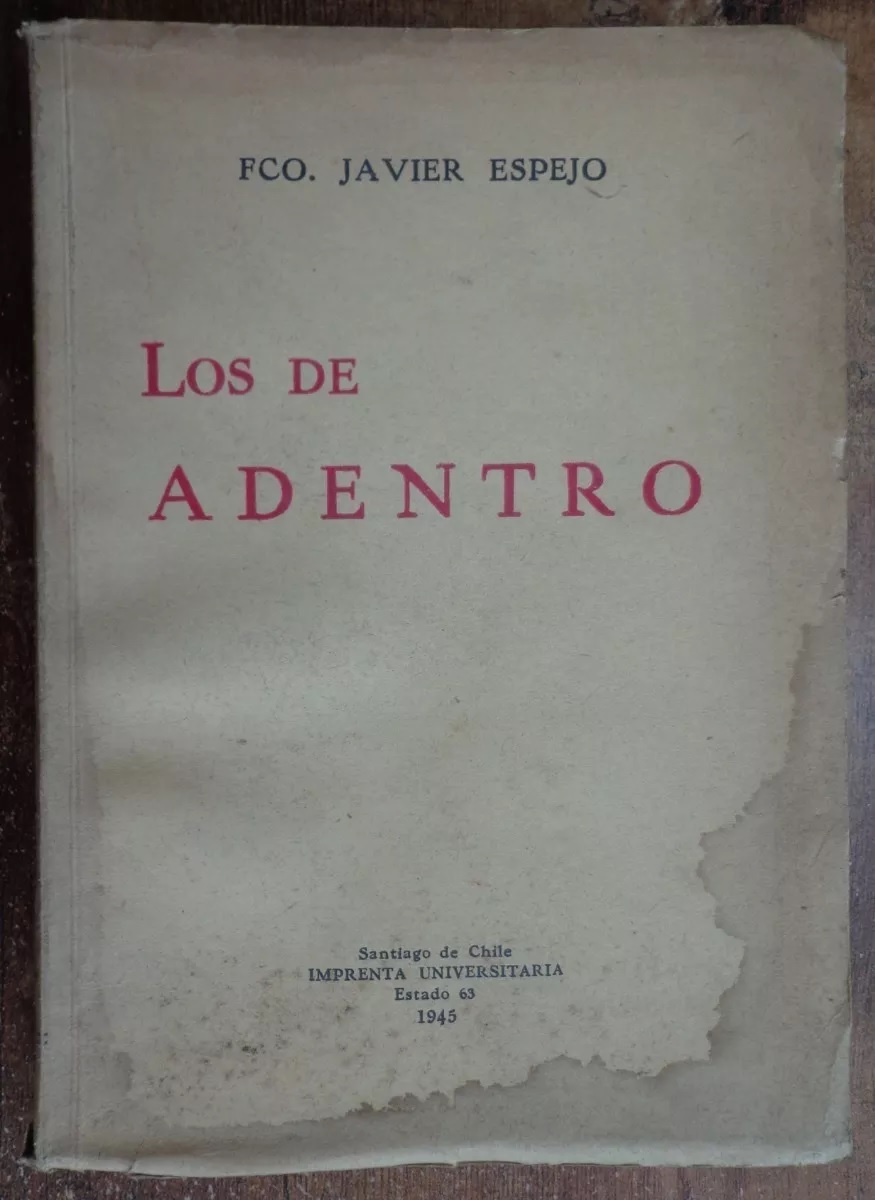 FCO. JAVIER ESPEJO
LOS DE
ADENTRO
Santiago de Chile
IMPRENTA UNIVERSITARIA
Estado 63
1945